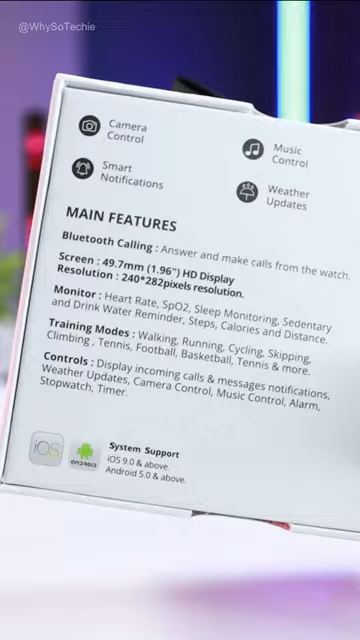 @WhySoTechie
Camera
Control
Music
Control
Smart
Notifications
Weather
Updates
MAIN FEATURES
Bluetooth Calling : Answer and make calls from the watch.
Screen : 49.7mm (1.96") HD Display
Resolution : 240*282pixels resolution.
Monitor : Heart Rate, SpO2, Sleep Monitoring, Sedentary
and Drink Water Reminder, Steps, Calories and Distance.
Training Modes : Walking, Running, Cycling, Skipping,
Climbing , Tennis, Football, Basketball, Tennis & more.
Controls : Display incoming calls & messages notifications,
Weather Updates, Camera Control, Music Control, Alarm,
Stopwatch, Timer.
iOS
ANDROID
System Support
iOS 9.0 & above.
Android 5.0 & above.